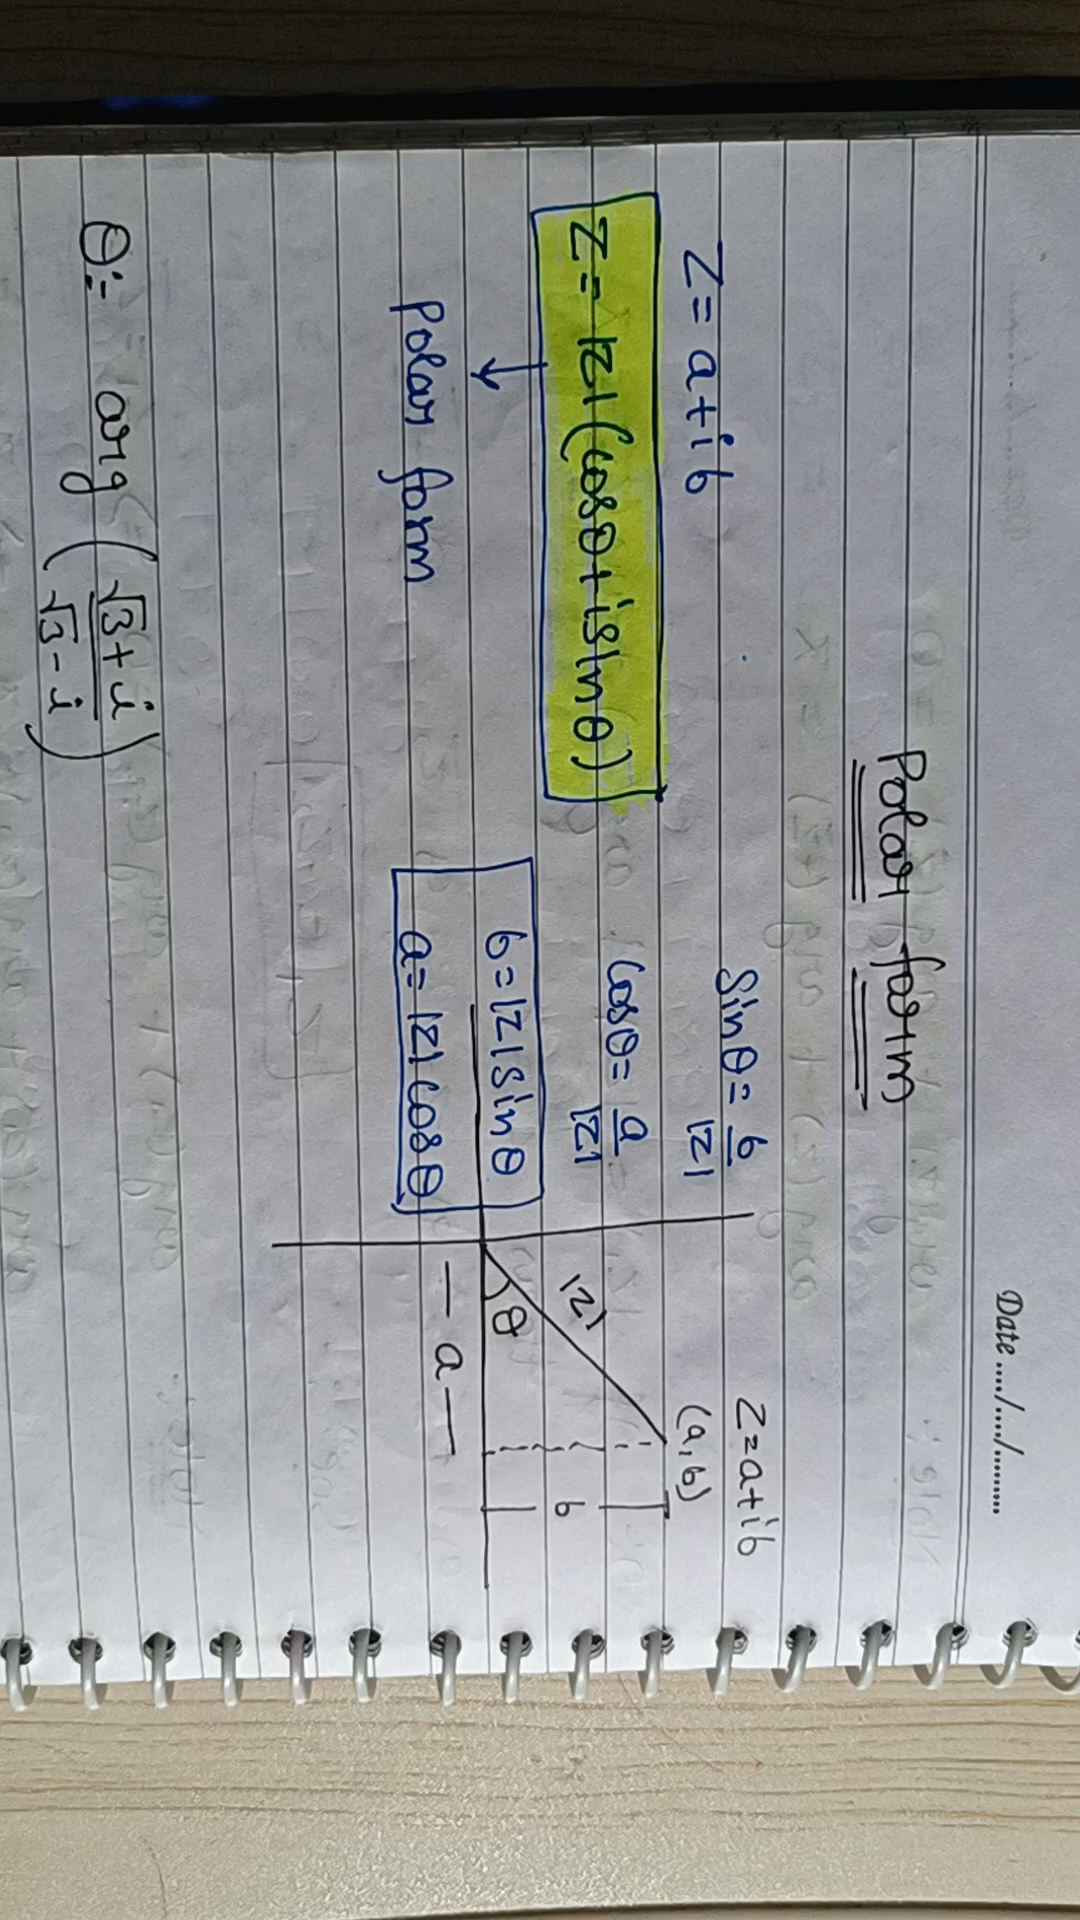 Date ..../..../.........
Polar form
Z = a+ib
Sinθ = b/|z|
Z=a+ib
(a,b)
Z = |z|(cosθ+isinθ)
Cosθ = a/|z|
|z|
θ
b
b=|z|Sinθ
a=|z|cosθ
— a —
Polar form
θ:- arg(√3+i/√3-i)